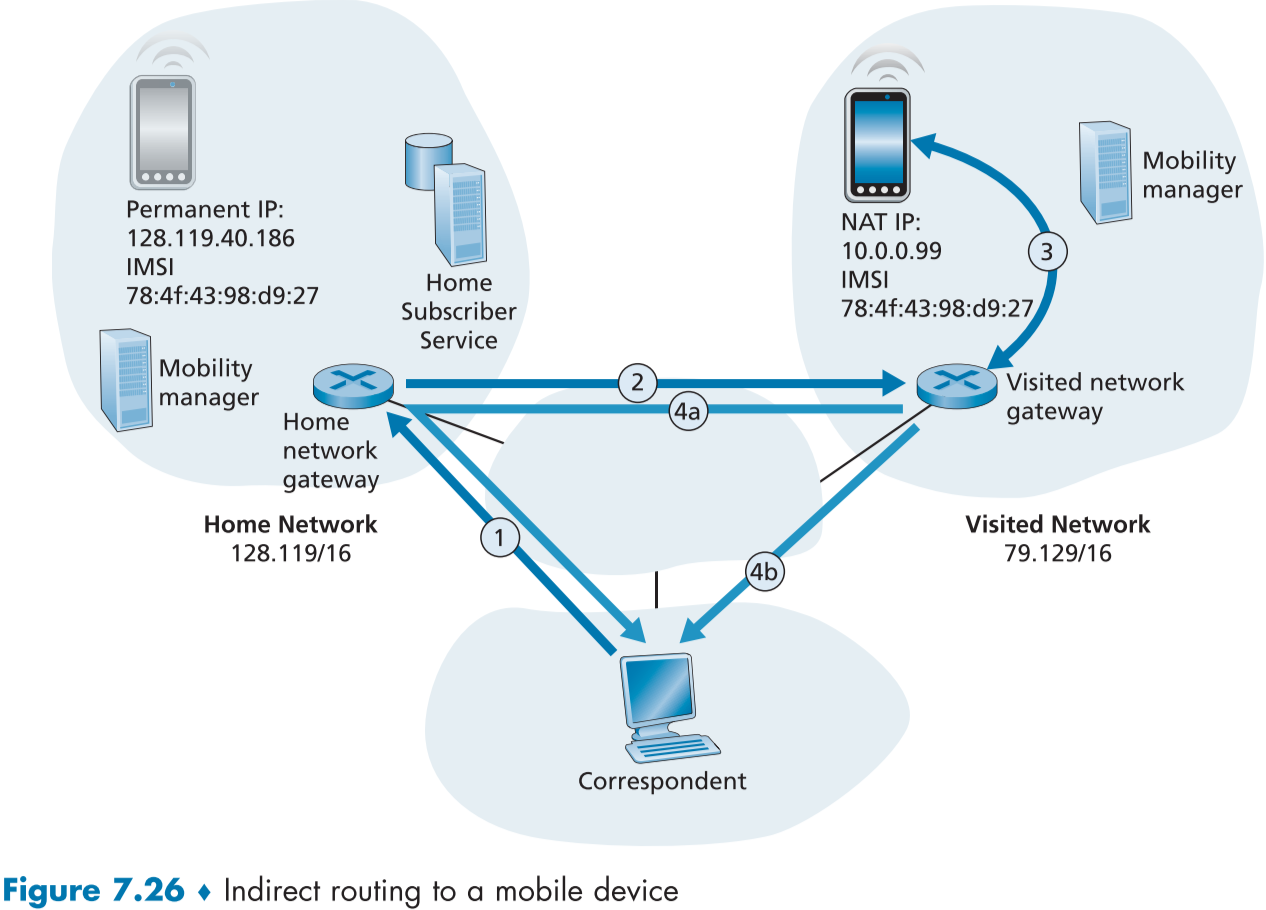 Permanent IP:
128.119.40.186
IMSI
78:4f:43:98:d9:27
Home
Subscriber
Service
Mobility
manager
Home
network
gateway
Home Network
128.119/16
NAT IP:
10.0.0.99
IMSI
78:4f:43:98:d9:27
Mobility
manager
3
Visited network
gateway
Visited Network
79.129/16
2
4a
1
4b
Correspondent
Figure 7.26 ♦ Indirect routing to a mobile device